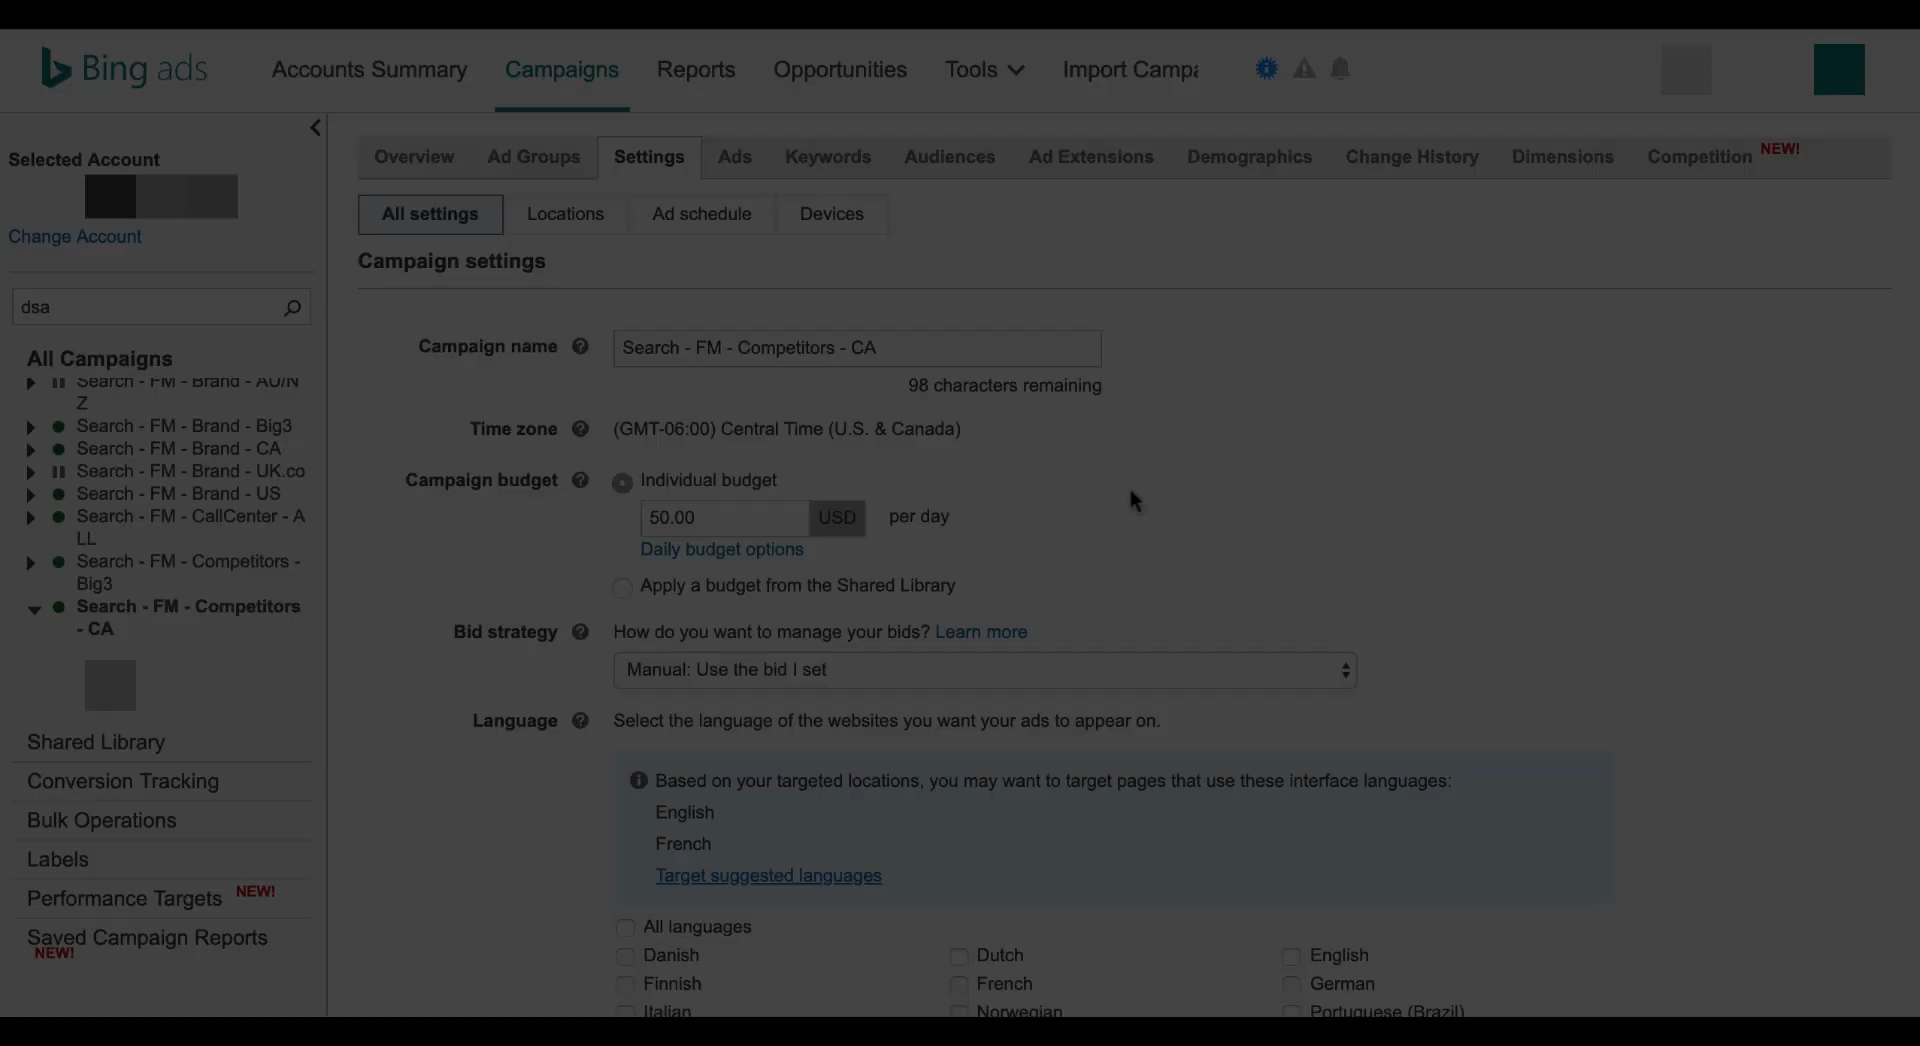 Bing ads
Accounts Summary
Campaigns
Reports
Opportunities
Tools
Import Campa
Selected Account
Change Account
dsa
All Campaigns
Search - FM - Brand - AU/N
Z
Search - FM - Brand - Big3
Search - FM - Brand - CA
Search - FM - Brand - UK.co
Search - FM - Brand - US
Search - FM - CallCenter - A
LL
Search - FM - Competitors -
Big3
Search - FM - Competitors
- CA
Shared Library
Conversion Tracking
Bulk Operations
Labels
Performance Targets NEW!
Saved Campaign Reports
NEW!
Overview
Ad Groups
Settings
Ads
Keywords
Audiences
Ad Extensions
Demographics
Change History
Dimensions
Competition NEW!
All settings
Locations
Ad schedule
Devices
Campaign settings
Campaign name
Search - FM - Competitors - CA
98 characters remaining
Time zone
(GMT-06:00) Central Time (U.S. & Canada)
Campaign budget
Individual budget
50.00 USD per day
Daily budget options
Apply a budget from the Shared Library
Bid strategy
How do you want to manage your bids? Learn more
Manual: Use the bid I set
Language
Select the language of the websites you want your ads to appear on.
Based on your targeted locations, you may want to target pages that use these interface languages:
English
French
Target suggested languages
All languages
Danish
Dutch
English
Finnish
French
German
Italian
Norwegian
Portuguese (Brazil)